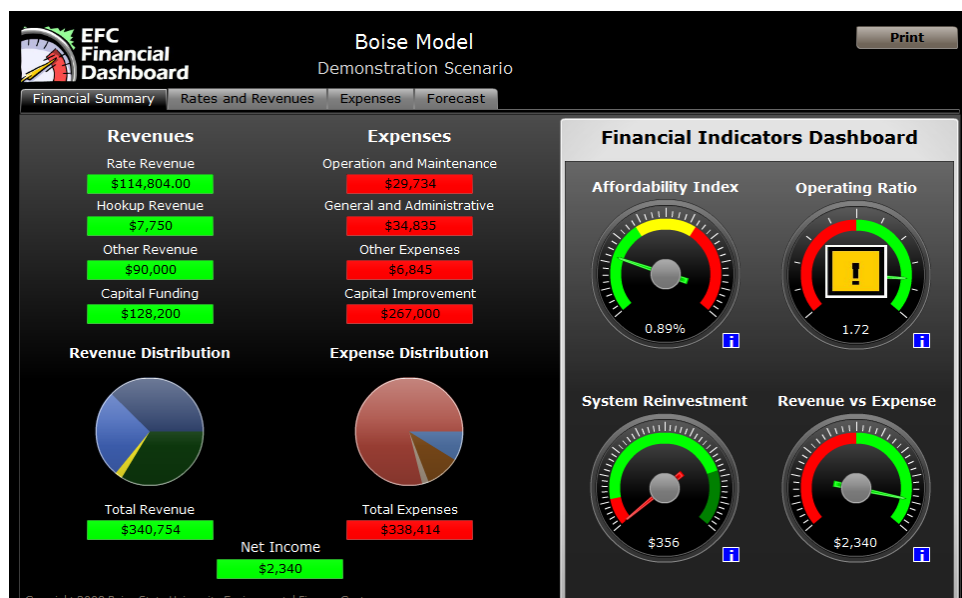 EFC
Financial
Dashboard
Boise Model
Demonstration Scenario
Print
Financial Summary
Rates and Revenues
Expenses
Forecast
Revenues
Rate Revenue
$114,804.00
Hookup Revenue
$7,750
Other Revenue
$90,000
Capital Funding
$128,200
Revenue Distribution
Total Revenue
$340,754
Expenses
Operation and Maintenance
$29,734
General and Administrative
$34,835
Other Expenses
$6,845
Capital Improvement
$267,000
Expense Distribution
Total Expenses
$338,414
Net Income
$2,340
Financial Indicators Dashboard
Affordability Index
0.89%
i
Operating Ratio
!
1.72
i
System Reinvestment
$356
i
Revenue vs Expense
$2,340
i